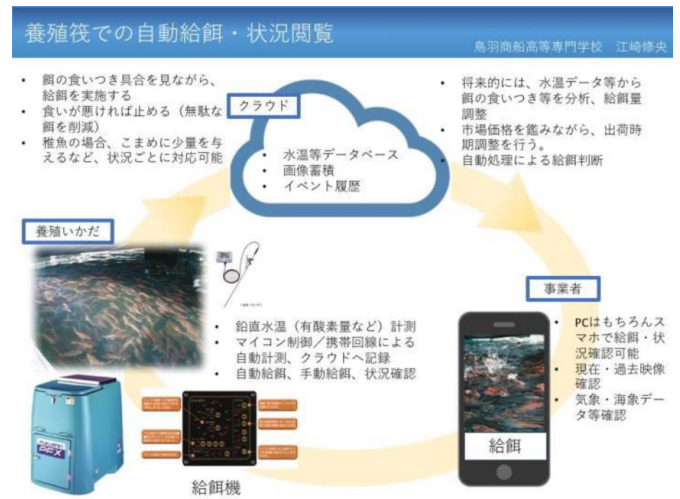 養殖筏での自動給餌・状況閲覧
鳥羽商船高等専門学校　江崎修央
• 餌の食いつき具合を見ながら、
給餌を実施する
• 食いが悪ければ止める（無駄な
餌を削減）
• 稚魚の場合、こまめに少量を与
えるなど、状況ごとに対応可能
クラウド
• 水温等データベース
• 画像蓄積
• イベント履歴
• 将来的には、水温データ等から
餌の食いつき等を分析、給餌量
調整
• 市場価格を鑑みながら、出荷時
期調整を行う。
• 自動処理による給餌判断
養殖いかだ
• 鉛直水温（有酸素量など）計測
• マイコン制御／携帯回線による
自動計測、クラウドへ記録
• 自動給餌、手動給餌、状況確認
PFX
給餌機
事業者
• PCはもちろんス
マホで給餌・状
況確認可能
• 現在・過去映像
確認
• 気象・海象デー
タ等確認
給餌